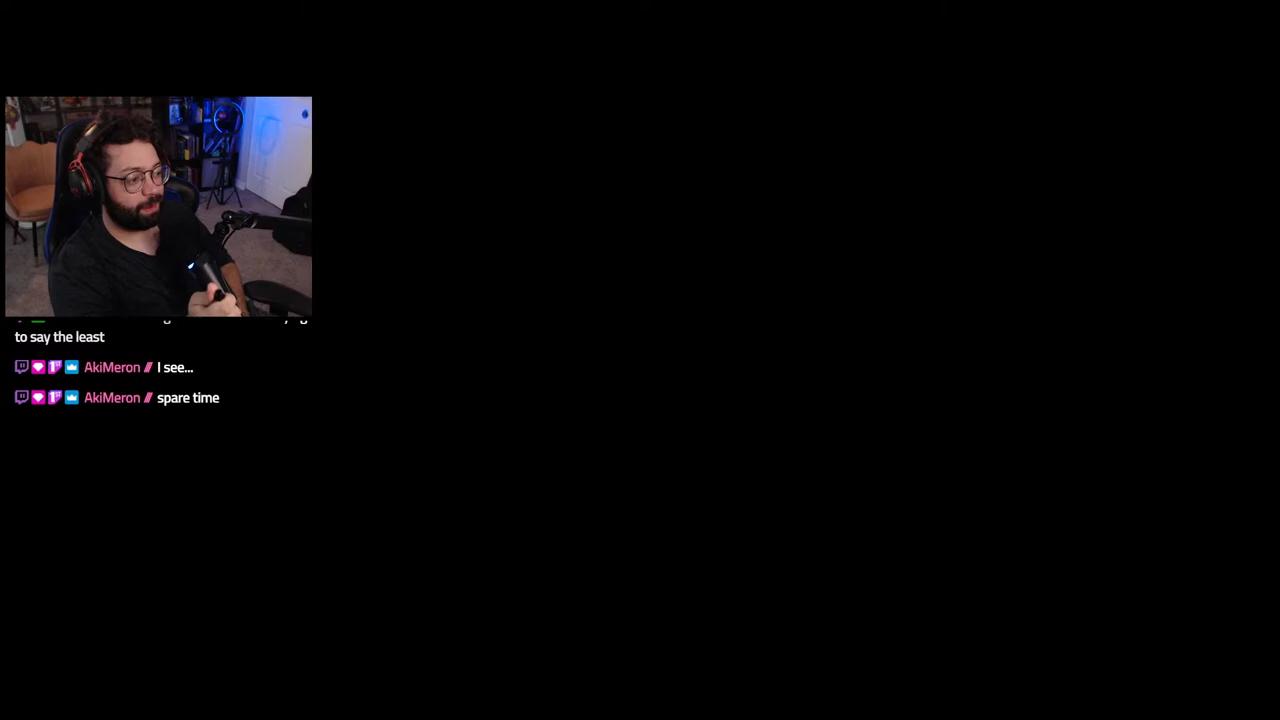 to say the least
AkiMeron /// I see...
AkiMeron /// spare time